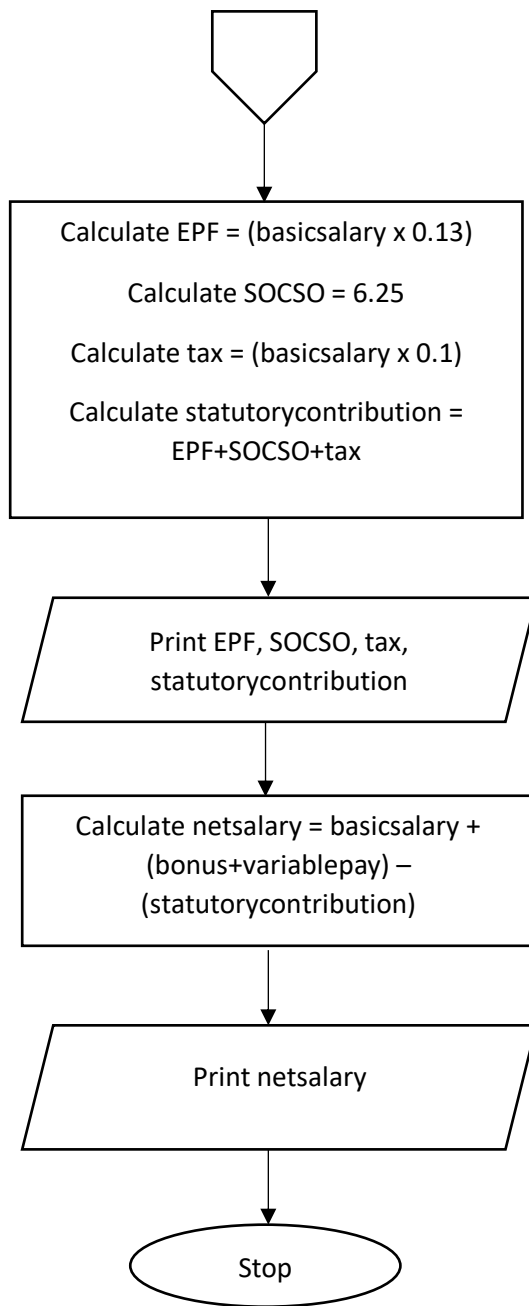 Calculate EPF = (basicsalary x 0.13)
Calculate SOCSO = 6.25
Calculate tax = (basicsalary x 0.1)
Calculate statutorycontribution =
EPF+SOCSO+tax
Print EPF, SOCSO, tax,
statutorycontribution
Calculate netsalary = basicsalary +
(bonus+variablepay) –
(statutorycontribution)
Print netsalary
Stop